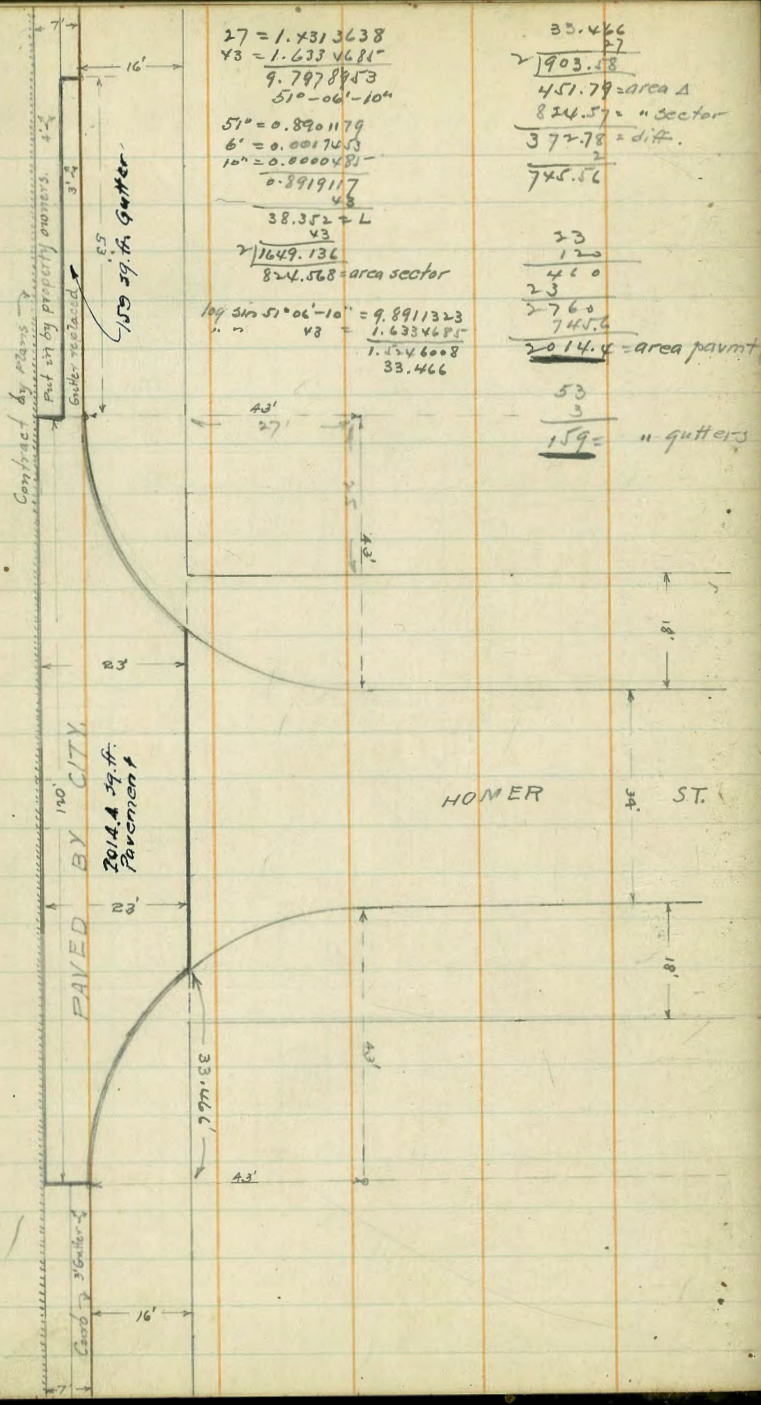 27 = 1.4313638
43 = 1.6334685
9.7978953
51°-06'-10"
51° = 0.8901179
6' = 0.0017453
10" = 0.0000485
0.8919117
43
38.352 = L
43
2 1649.136
824.568 = area sector
log sin 51°06'-10" = 9.8911323
" " 43 = 1.6334685
1.5246008
33.466
33.466
27
2 903.58
451.79 = area Δ
824.57 = " sector
372.78 = diff.
2
745.56
23
120
460
23
2760
745.6
2014.4 = area pavmt
53
3
159 = " gutters
7'
16'
Contract by plans
Put in by property owners. 4'
Gutter replaced 3'
53'
159 sq. ft. Gutter
43'
27'
25
43'
18'
23'
120'
PAVED BY CITY.
2014.4 sq. ft.
Pavement
HOMER ST.
34'
23'
18'
33.466'
43'
43'
Curb 3' Gutter
16'
7'